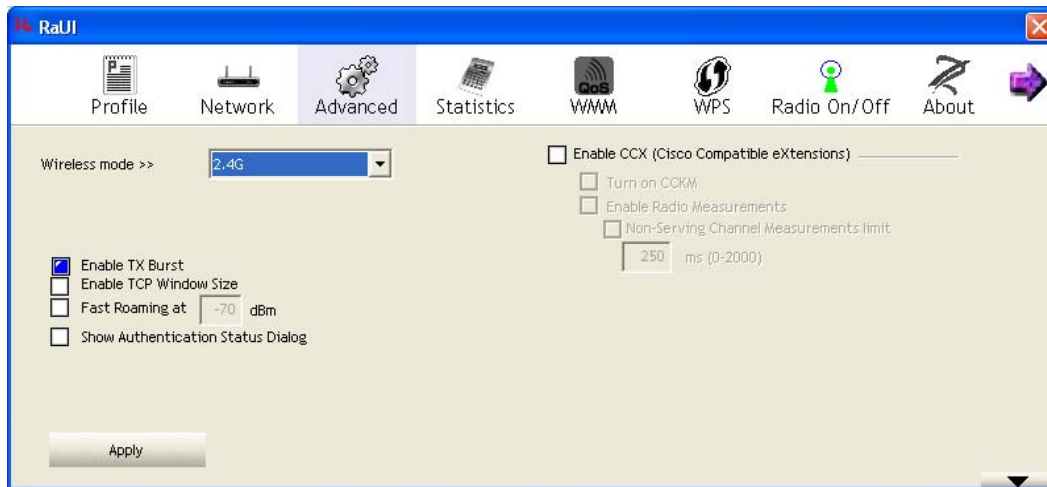 RaUI
Profile Network Advanced Statistics QoS WMM WPS Radio On/Off About
Wireless mode >> 2.4G
Enable CCX (Cisco Compatible eXtensions)
Turn on CCKM
Enable Radio Measurements
Non-Serving Channel Measurements limit
250 ms (0-2000)
Enable TX Burst
Enable TCP Window Size
Fast Roaming at -70 dBm
Show Authentication Status Dialog
Apply